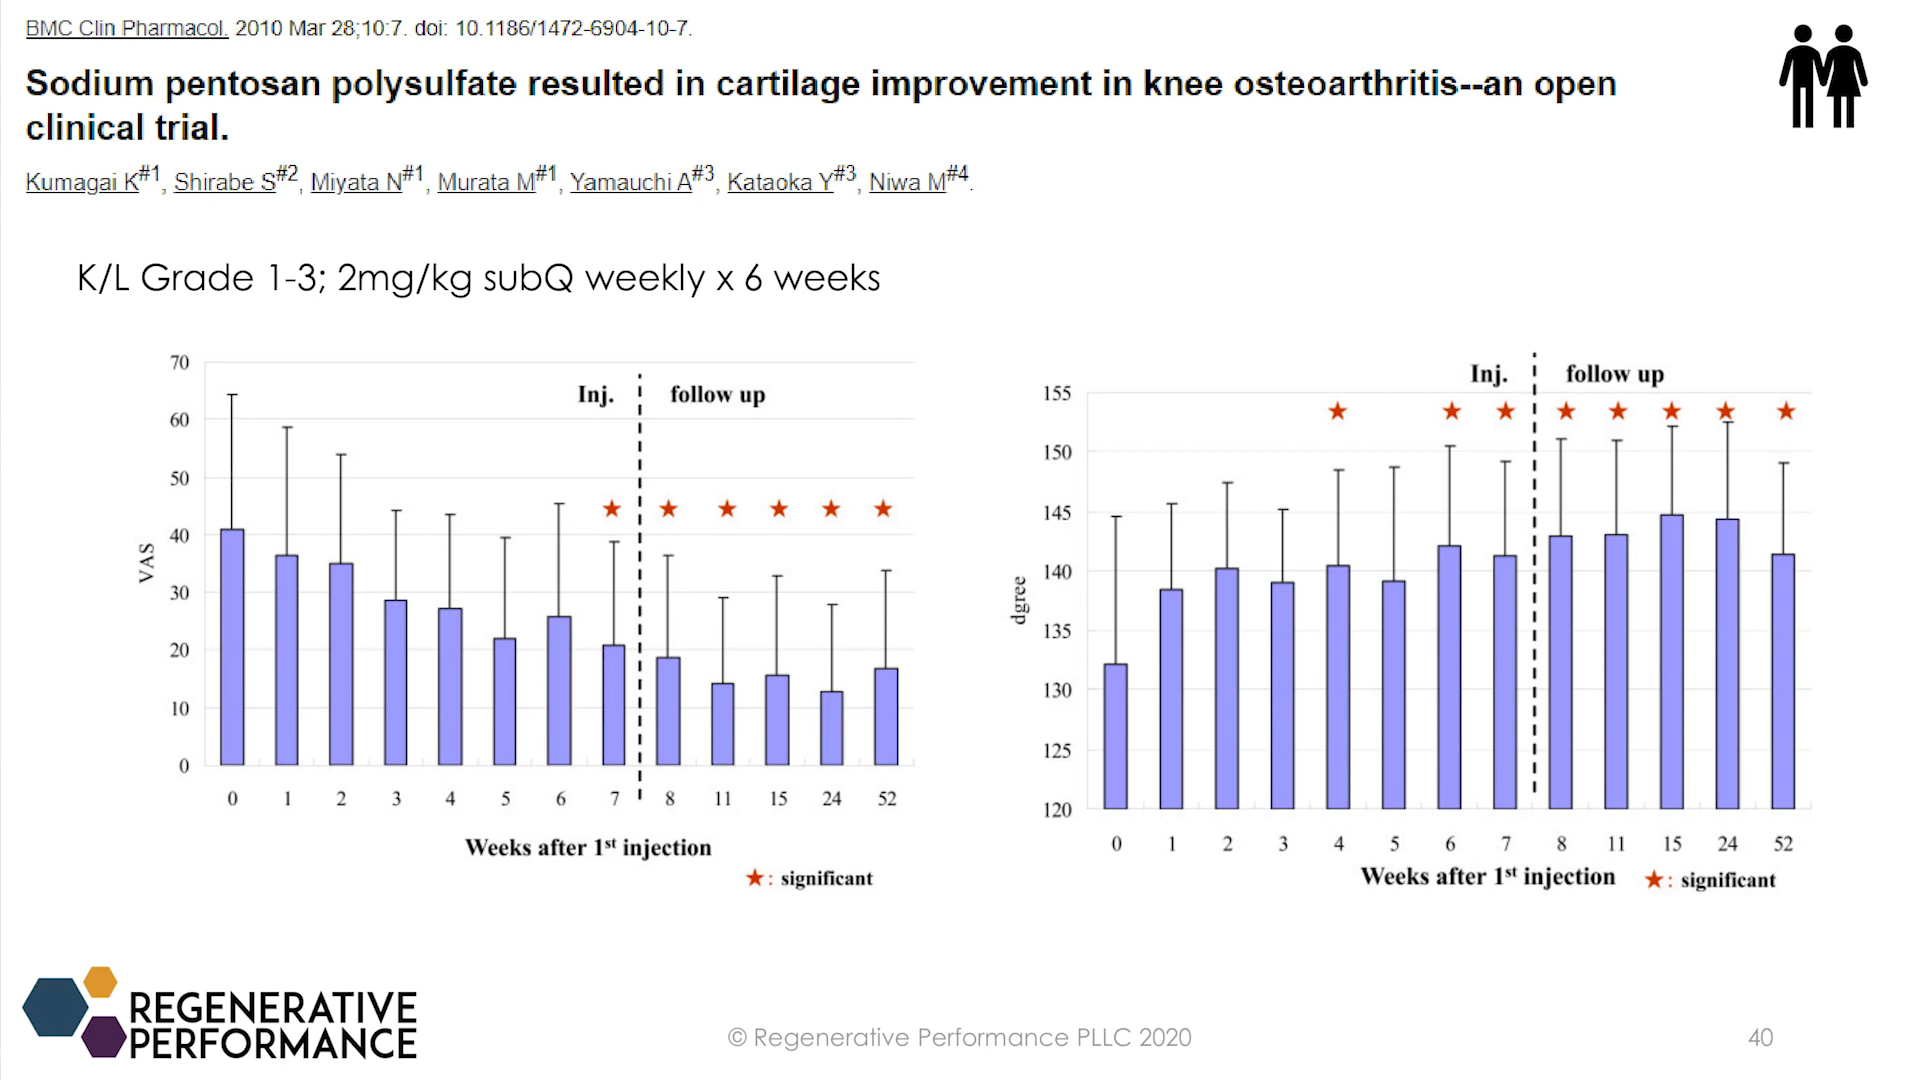 BMC Clin Pharmacol. 2010 Mar 28;10:7. doi: 10.1186/1472-6904-10-7.
Sodium pentosan polysulfate resulted in cartilage improvement in knee osteoarthritis--an open
clinical trial.
Kumagai K#1, Shirabe S#2, Miyata N#1, Murata M#1, Yamauchi A#3, Kataoka Y#3, Niwa M#4.
K/L Grade 1-3; 2mg/kg subQ weekly x 6 weeks
70
60
50
40
30
20
10
0
VAS
Inj. follow up
0 1 2 3 4 5 6 7 8 11 15 24 52
Weeks after 1st injection
★: significant
155
150
145
140
135
130
125
120
dgree
Inj. follow up
0 1 2 3 4 5 6 7 8 11 15 24 52
Weeks after 1st injection ★: significant
REGENERATIVE
PERFORMANCE
© Regenerative Performance PLLC 2020
40